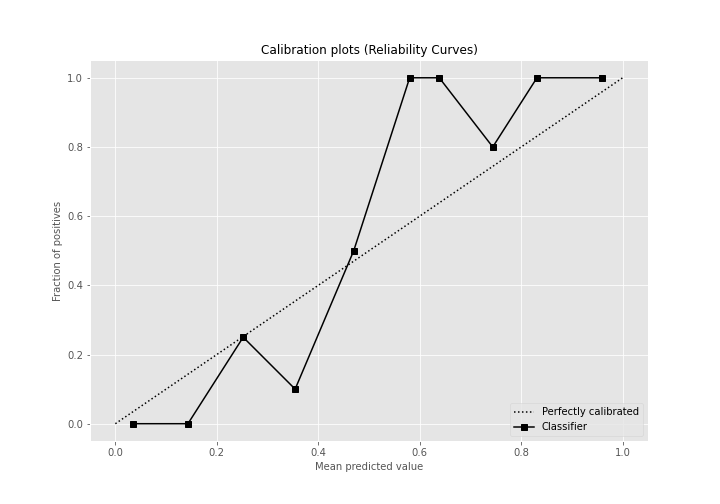 Calibration plots (Reliability Curves)
1.0
0.8
0.6
0.4
0.2
0.0
Fraction of positives
0.0 0.2 0.4 0.6 0.8 1.0
Mean predicted value
Perfectly calibrated
Classifier